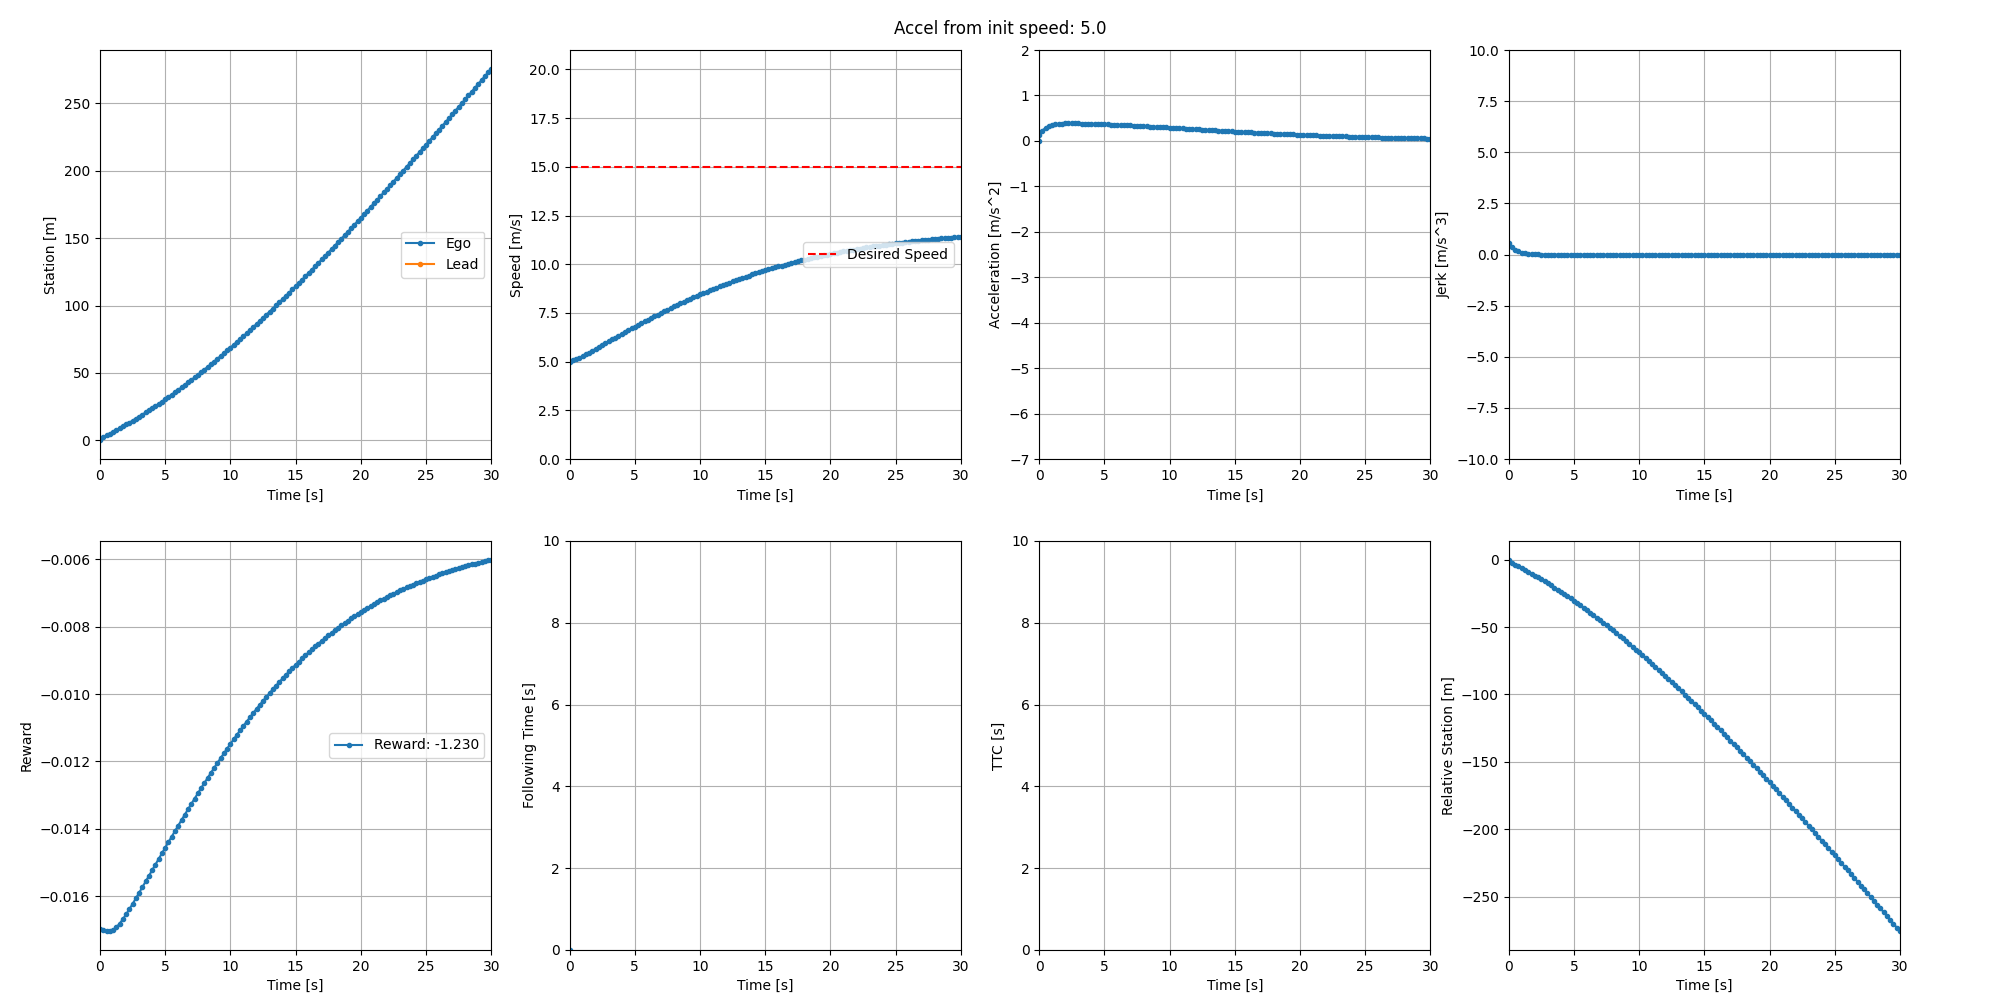 Accel from init speed: 5.0
250
200
150
100
50
0
Station [m]
Ego
Lead
0 5 10 15 20 25 30
Time [s]
20.0
17.5
15.0
12.5
10.0
7.5
5.0
2.5
0.0
Speed [m/s]
Desired Speed
0 5 10 15 20 25 30
Time [s]
2
1
0
−1
−2
−3
−4
−5
−6
−7
Acceleration [m/s^2]
0 5 10 15 20 25 30
Time [s]
10.0
7.5
5.0
2.5
0.0
−2.5
−5.0
−7.5
−10.0
Jerk [m/s^3]
0 5 10 15 20 25 30
Time [s]
−0.006
−0.008
−0.010
−0.012
−0.014
−0.016
Reward
Reward: -1.230
0 5 10 15 20 25 30
Time [s]
10
8
6
4
2
0
Following Time [s]
0 5 10 15 20 25 30
Time [s]
10
8
6
4
2
0
TTC [s]
0 5 10 15 20 25 30
Time [s]
0
−50
−100
−150
−200
−250
Relative Station [m]
0 5 10 15 20 25 30
Time [s]